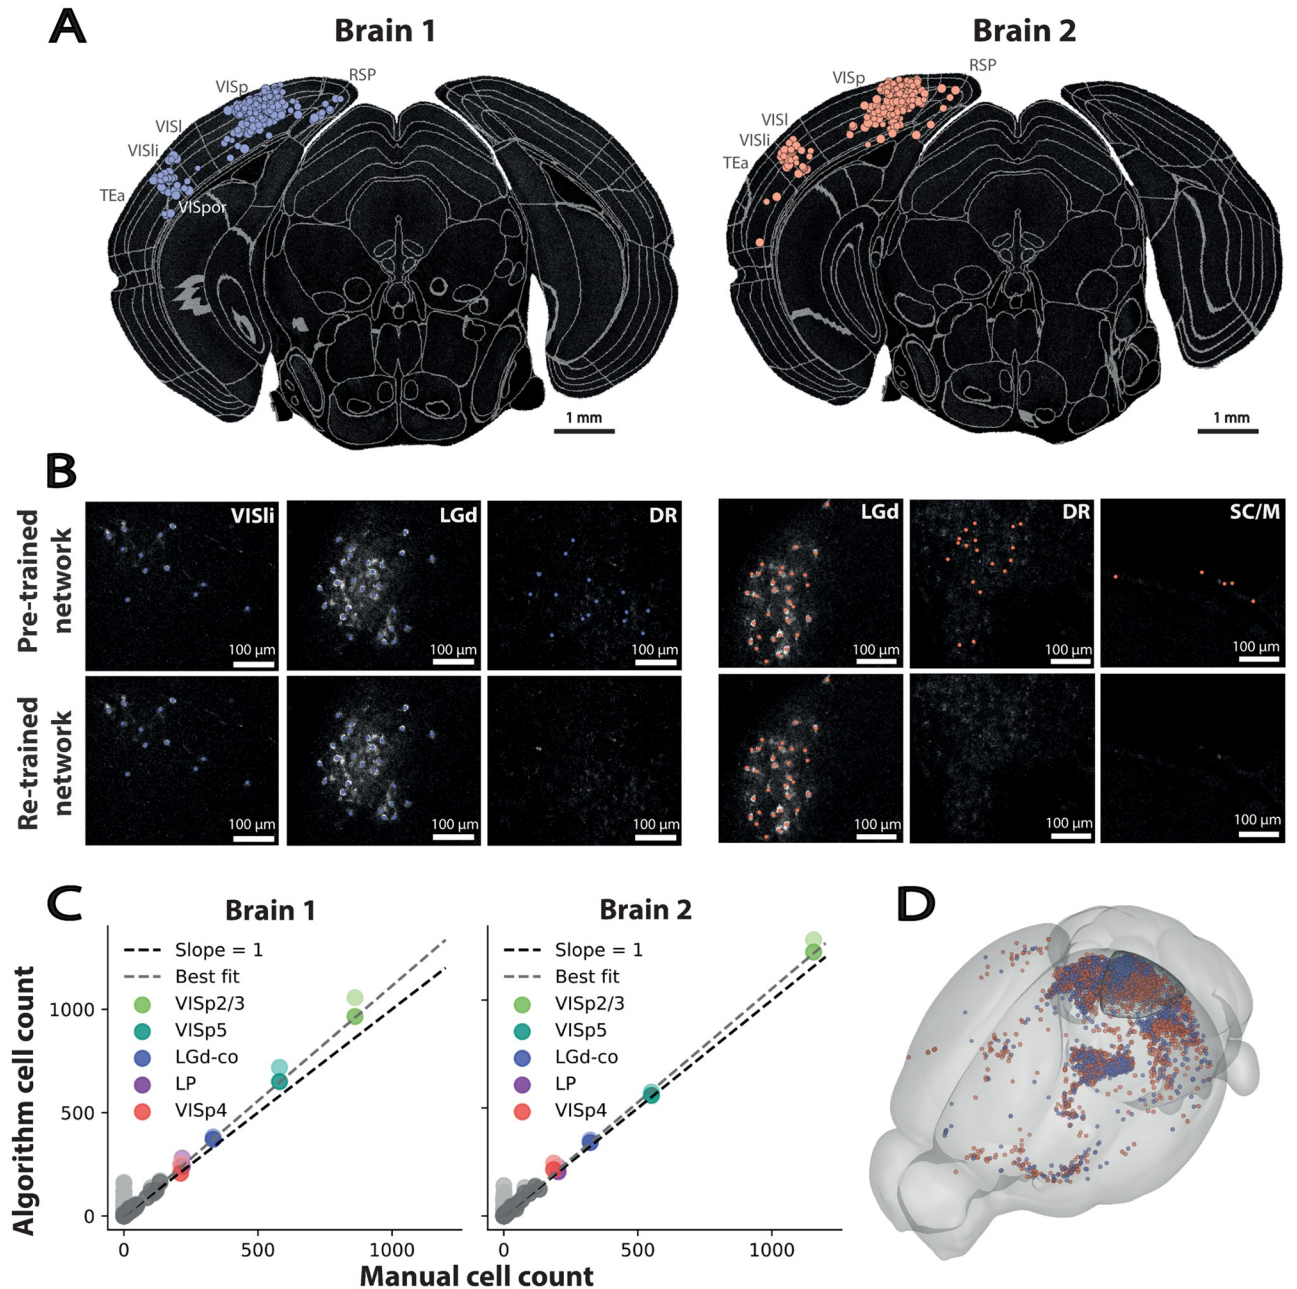 A
Brain 1
Brain 2
VISp
RSP
VISl
VISli
TEa
VISpor
1 mm
VISp
RSP
VISl
VISli
TEa
1 mm
B
Pre-trained
network
VISli
100 µm
LGd
100 µm
DR
100 µm
LGd
100 µm
DR
100 µm
SC/M
100 µm
Re-trained
network
100 µm
100 µm
100 µm
100 µm
100 µm
100 µm
C
Brain 1
Brain 2
D
Algorithm cell count
1000
500
0
Slope = 1
Best fit
VISp2/3
VISp5
LGd-co
LP
VISp4
0
500
1000
Slope = 1
Best fit
VISp2/3
VISp5
LGd-co
LP
VISp4
0
500
1000
Manual cell count